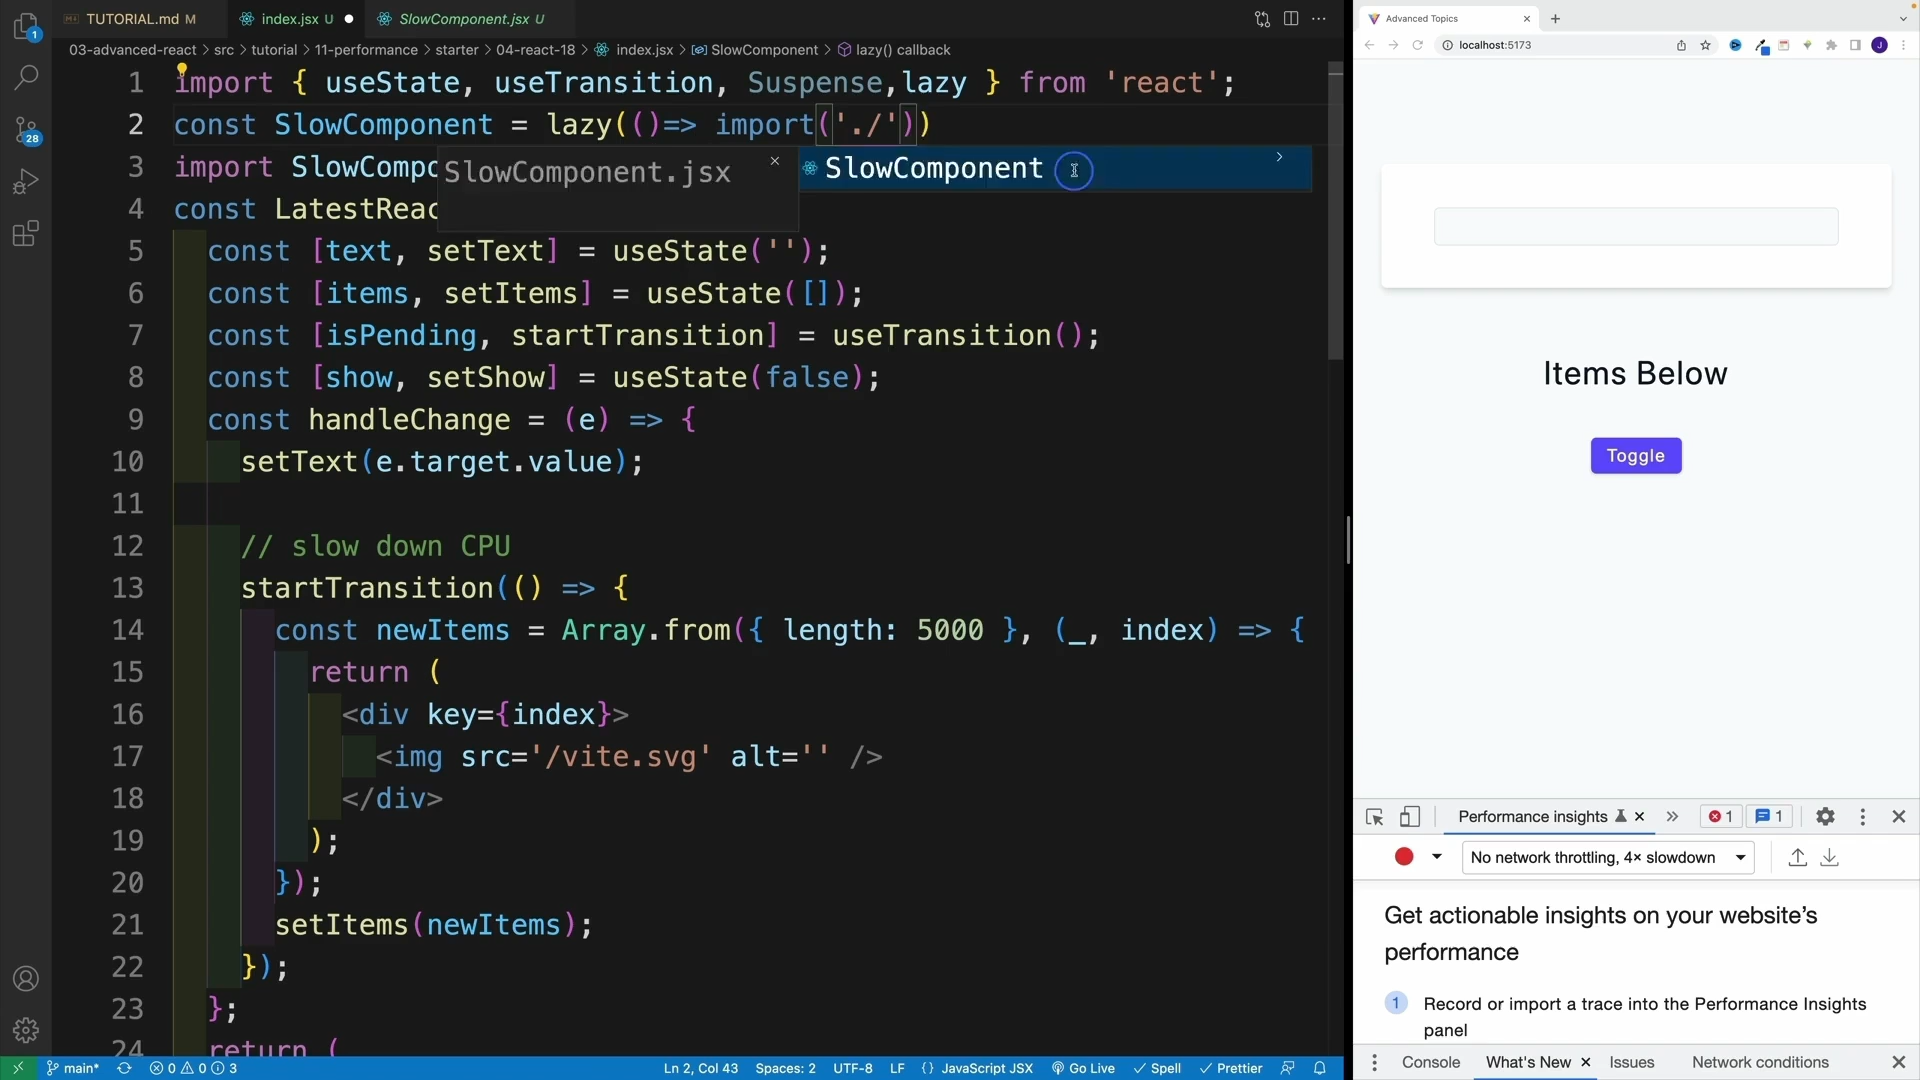 TUTORIAL.md M
index.jsx U
SlowComponent.jsx U
03-advanced-react > src > tutorial > 11-performance > starter > 04-react-18 > index.jsx > SlowComponent > lazy() callback
1 import { useState, useTransition, Suspense,lazy } from 'react';
2 const SlowComponent = lazy(()=> import('./'))
3 import SlowCompo
SlowComponent.jsx
SlowComponent
4 const LatestReac
5 const [text, setText] = useState('');
6 const [items, setItems] = useState([]);
7 const [isPending, startTransition] = useTransition();
8 const [show, setShow] = useState(false);
9 const handleChange = (e) => {
10 setText(e.target.value);
11
12 // slow down CPU
13 startTransition(() => {
14 const newItems = Array.from({ length: 5000 }, (_, index) => {
15 return (
16 <div key={index}>
17 <img src='/vite.svg' alt='' />
18 </div>
19 );
20 });
21 setItems(newItems);
22 });
23 };
24 return (
1
28
main*
0 0 3
Ln 2, Col 43
Spaces: 2
UTF-8
LF
{} JavaScript JSX
Go Live
Spell
Prettier
Advanced Topics
localhost:5173
J
Items Below
Toggle
Performance insights
1
1
No network throttling, 4× slowdown
Get actionable insights on your website’s
performance
1 Record or import a trace into the Performance Insights
panel
Console
What's New
Issues
Network conditions